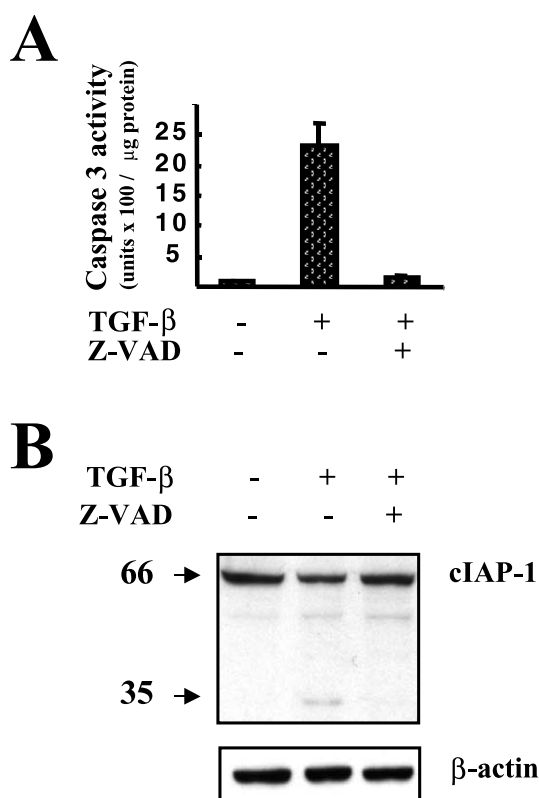 A
Caspase 3 activity
(units x 100 / μg protein)
25
20
15
10
5
TGF-β - + +
Z-VAD - - +
B
TGF-β - + +
Z-VAD - - +
66 → cIAP-1
35 →
β-actin